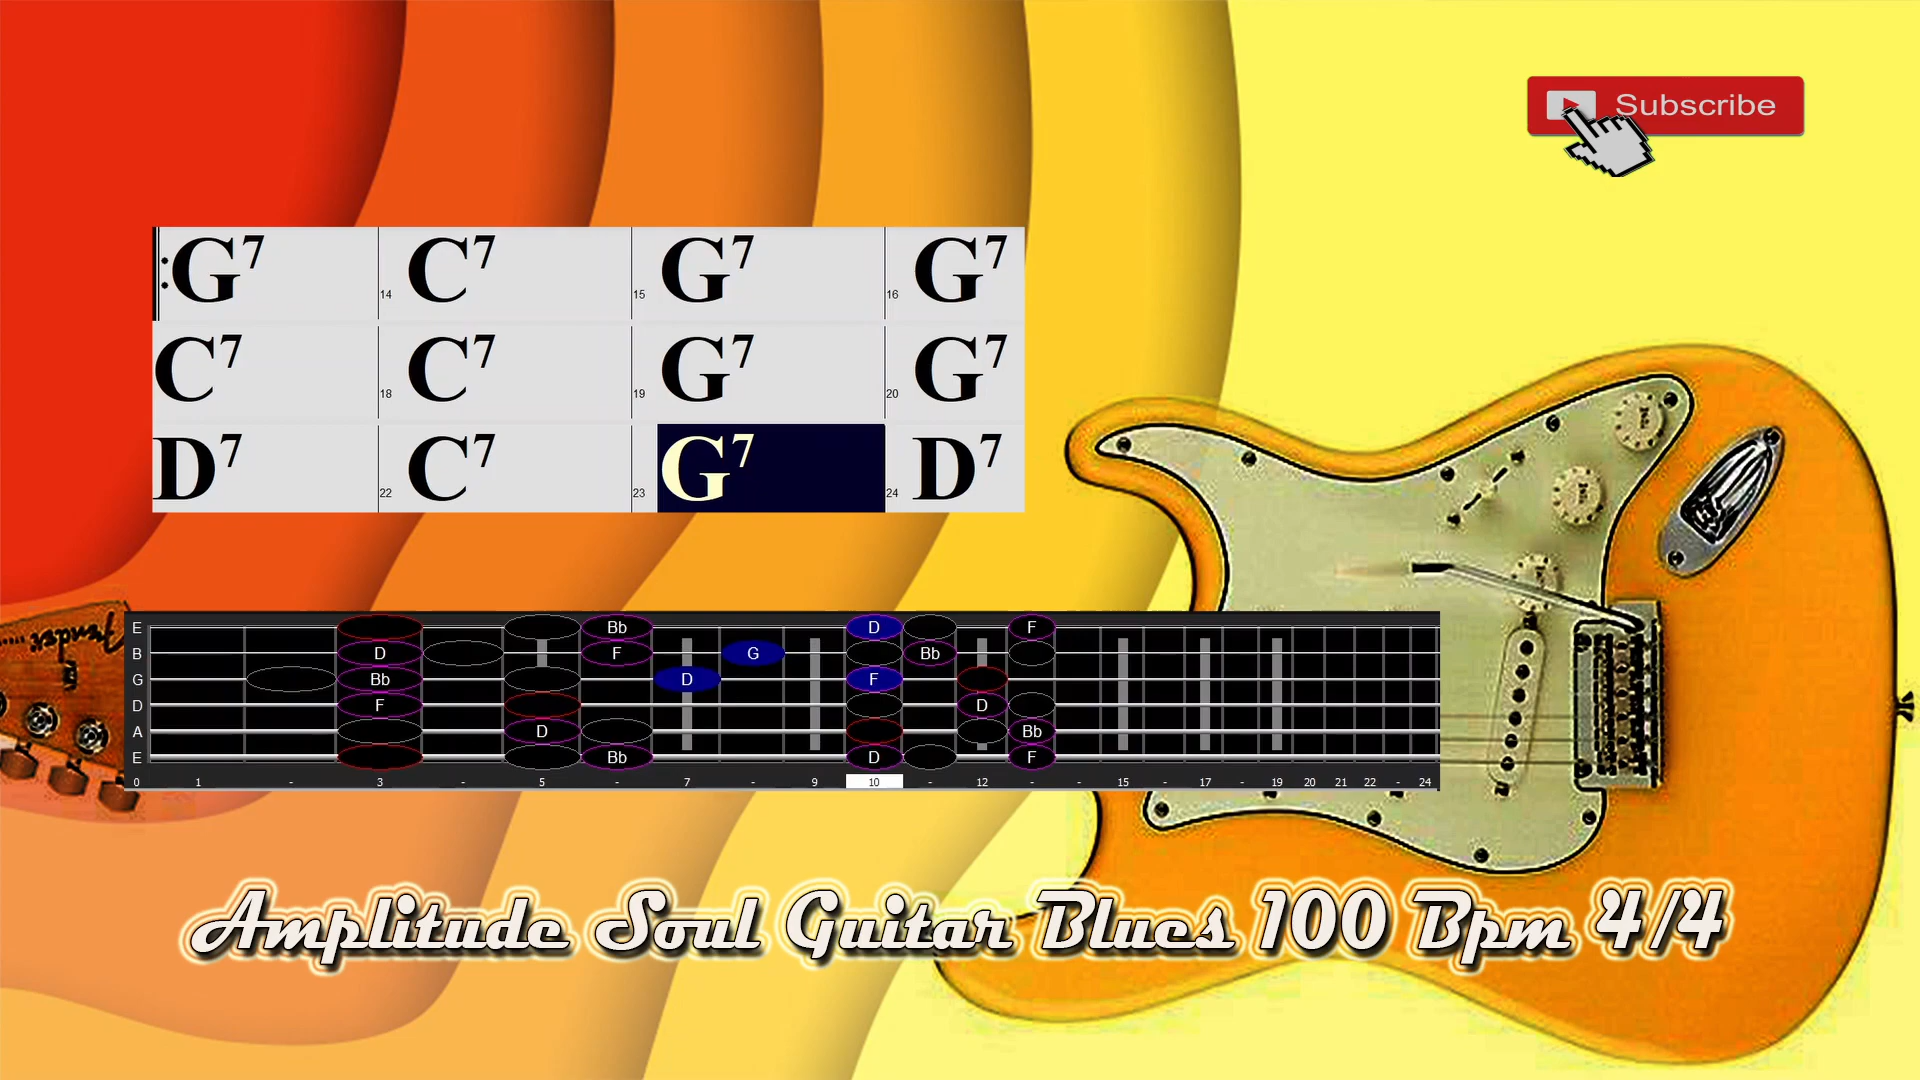 Subscribe
G7 14 C7 15 G7 16 G7
C7 18 C7 19 G7 20 G7
D7 22 C7 23 G7 24 D7
Fender
E Bb D F
B D F G Bb
G Bb D F
D F D
A D Bb
E Bb D F
0 1 - 3 - 5 - 7 - 9 10 - 12 - - 15 - 17 - 19 20 21 22 - 24
Amplitude Soul Guitar Blues 100 Bpm 4/4